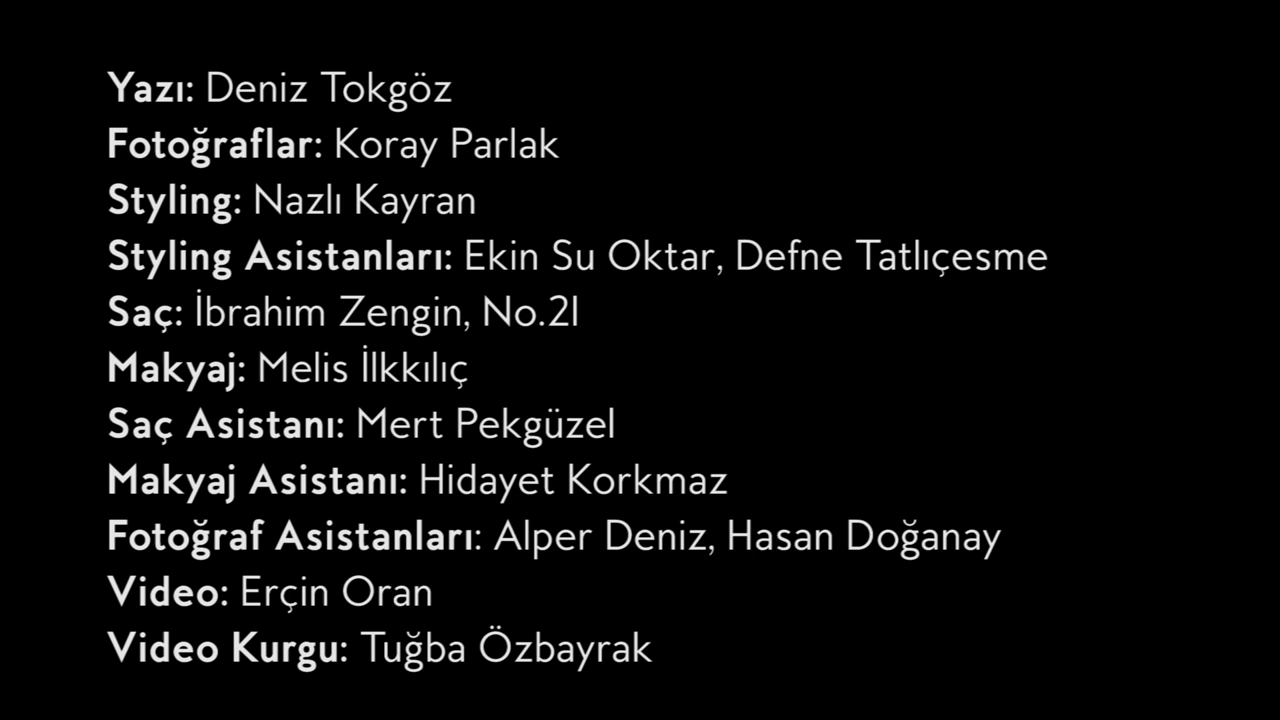 Yazı: Deniz Tokgöz
Fotoğraflar: Koray Parlak
Styling: Nazlı Kayran
Styling Asistanları: Ekin Su Oktar, Defne Tatlıçesme
Saç: İbrahim Zengin, No.21
Makyaj: Melis İlkkılıç
Saç Asistanı: Mert Pekgüzel
Makyaj Asistanı: Hidayet Korkmaz
Fotoğraf Asistanları: Alper Deniz, Hasan Doğanay
Video: Erçin Oran
Video Kurgu: Tuğba Özbayrak